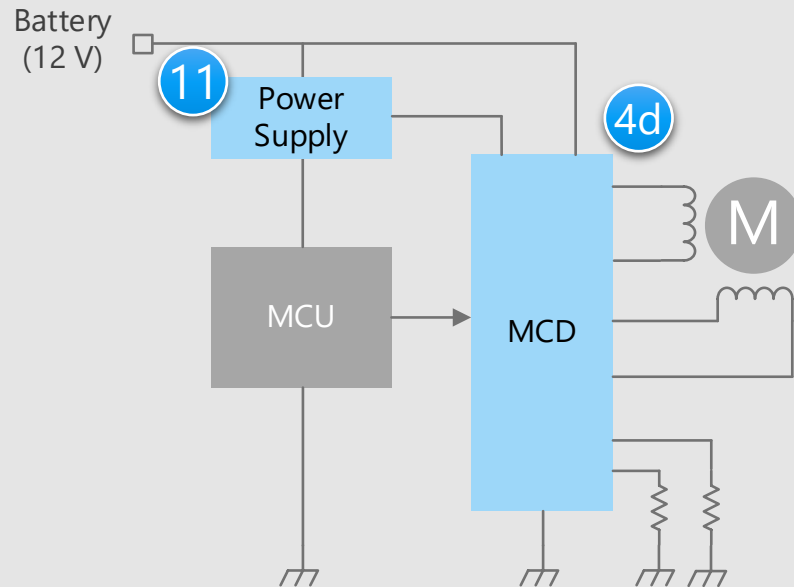 Battery
(12 V)
11
Power
Supply
4d
M
MCU
MCD